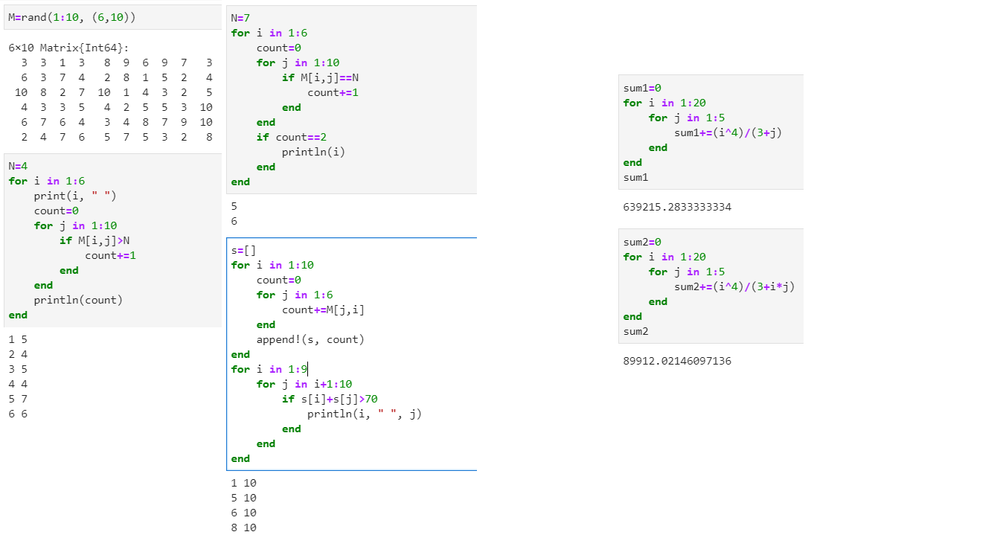 M=rand(1:10, (6,10))
6×10 Matrix{Int64}:
  3  3  1  3   8  9  6  9  7   3
  6  3  7  4   2  8  1  5  2   4
 10  8  2  7  10  1  4  3  2   5
  4  3  3  5   4  2  5  5  3  10
  6  7  6  4   3  4  8  7  9  10
  2  4  7  6   5  7  5  3  2   8
N=4
for i in 1:6
    print(i, " ")
    count=0
    for j in 1:10
        if M[i,j]>N
            count+=1
        end
    end
    println(count)
end
1 5
2 4
3 5
4 4
5 7
6 6
N=7
for i in 1:6
    count=0
    for j in 1:10
        if M[i,j]==N
            count+=1
        end
    end
    if count==2
        println(i)
    end
end
5
6
s=[]
for i in 1:10
    count=0
    for j in 1:6
        count+=M[j,i]
    end
    append!(s, count)
end
for i in 1:9
    for j in i+1:10
        if s[i]+s[j]>70
            println(i, " ", j)
        end
    end
end
1 10
5 10
6 10
8 10
sum1=0
for i in 1:20
    for j in 1:5
        sum1+=(i^4)/(3+j)
    end
end
sum1
639215.2833333334
sum2=0
for i in 1:20
    for j in 1:5
        sum2+=(i^4)/(3+i*j)
    end
end
sum2
89912.02146097136